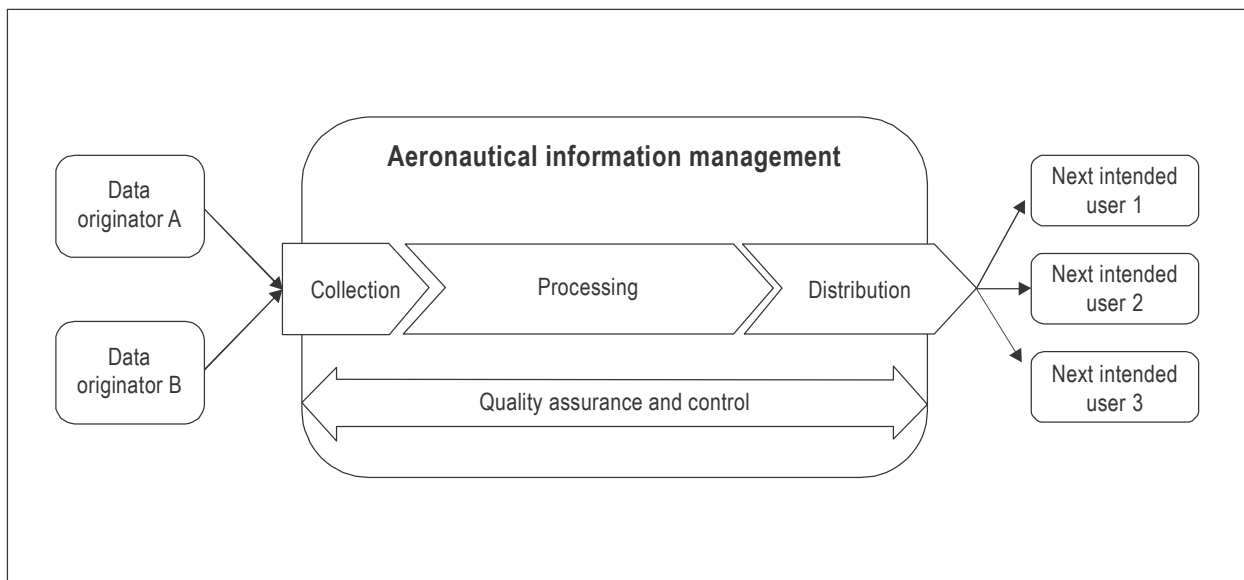 Aeronautical information management
Data
originator A
Data
originator B
Collection
Processing
Distribution
Quality assurance and control
Next intended
user 1
Next intended
user 2
Next intended
user 3